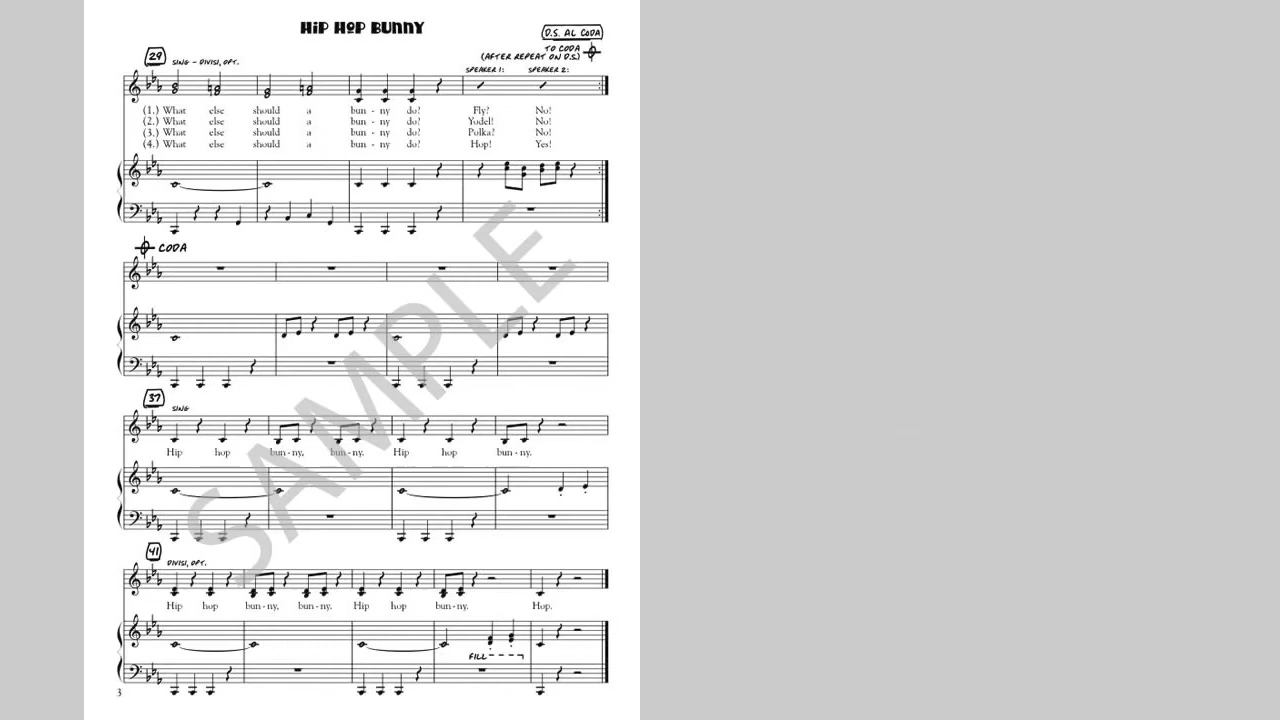 HiP HoP BUNNY
D.S. AL CODA
TO CODA
(AFTER REPEAT ON D.S.)
29
SING - DIVISI, OPT.
SPEAKER 1: SPEAKER 2:
(1.) What else should a bun - ny do? Fly? No!
(2.) What else should a bun - ny do? Yodel! No!
(3.) What else should a bun - ny do? Polka? No!
(4.) What else should a bun - ny do? Hop! Yes!
CODA
SAMPLE
37
SING
Hip hop bun - ny, bun - ny. Hip hop bun - ny.
41
DIVISI, OPT.
Hip hop bun - ny, bun - ny. Hip hop bun - ny. Hop.
FILL
3